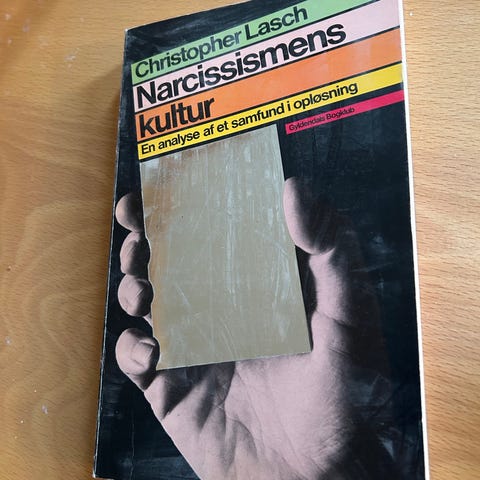 Christopher Lasch
Narcissismens
kultur
En analyse af et samfund i opløsning
Gyldendals Bogklub